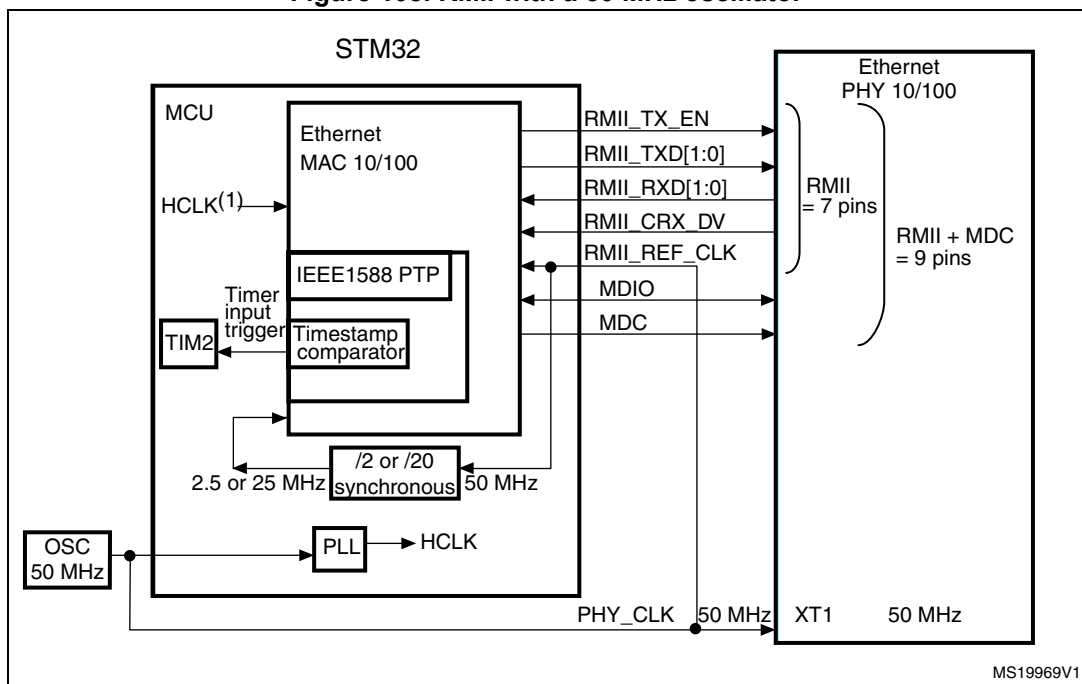 STM32
MCU
Ethernet
MAC 10/100
HCLK(1)
IEEE1588 PTP
Timer
input
trigger
TIM2
Timestamp
comparator
/2 or /20
synchronous
2.5 or 25 MHz
50 MHz
OSC
50 MHz
PLL
HCLK
RMII_TX_EN
RMII_TXD[1:0]
RMII_RXD[1:0]
RMII_CRX_DV
RMII_REF_CLK
MDIO
MDC
PHY_CLK
50 MHz
Ethernet
PHY 10/100
RMII
= 7 pins
RMII + MDC
= 9 pins
XT1
50 MHz
MS19969V1